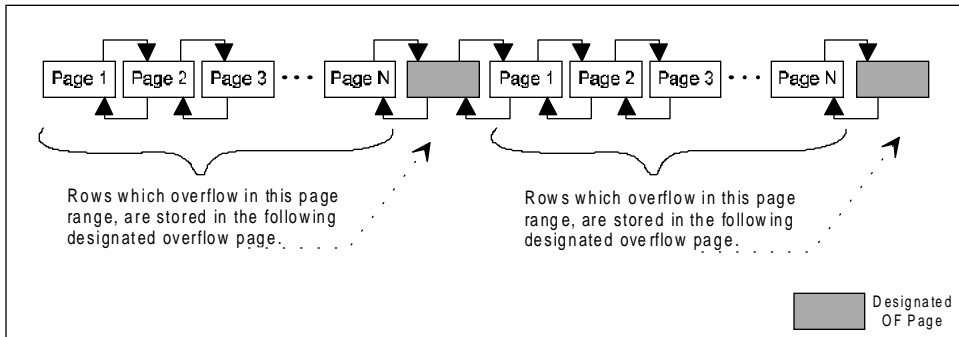 Page 1 Page 2 Page 3 • • • Page N Page 1 Page 2 Page 3 • • • Page N
Rows which overflow in this page
range, are stored in the following
designated overflow page.
Rows which overflow in this page
range, are stored in the following
designated overflow page.
Designated
OF Page